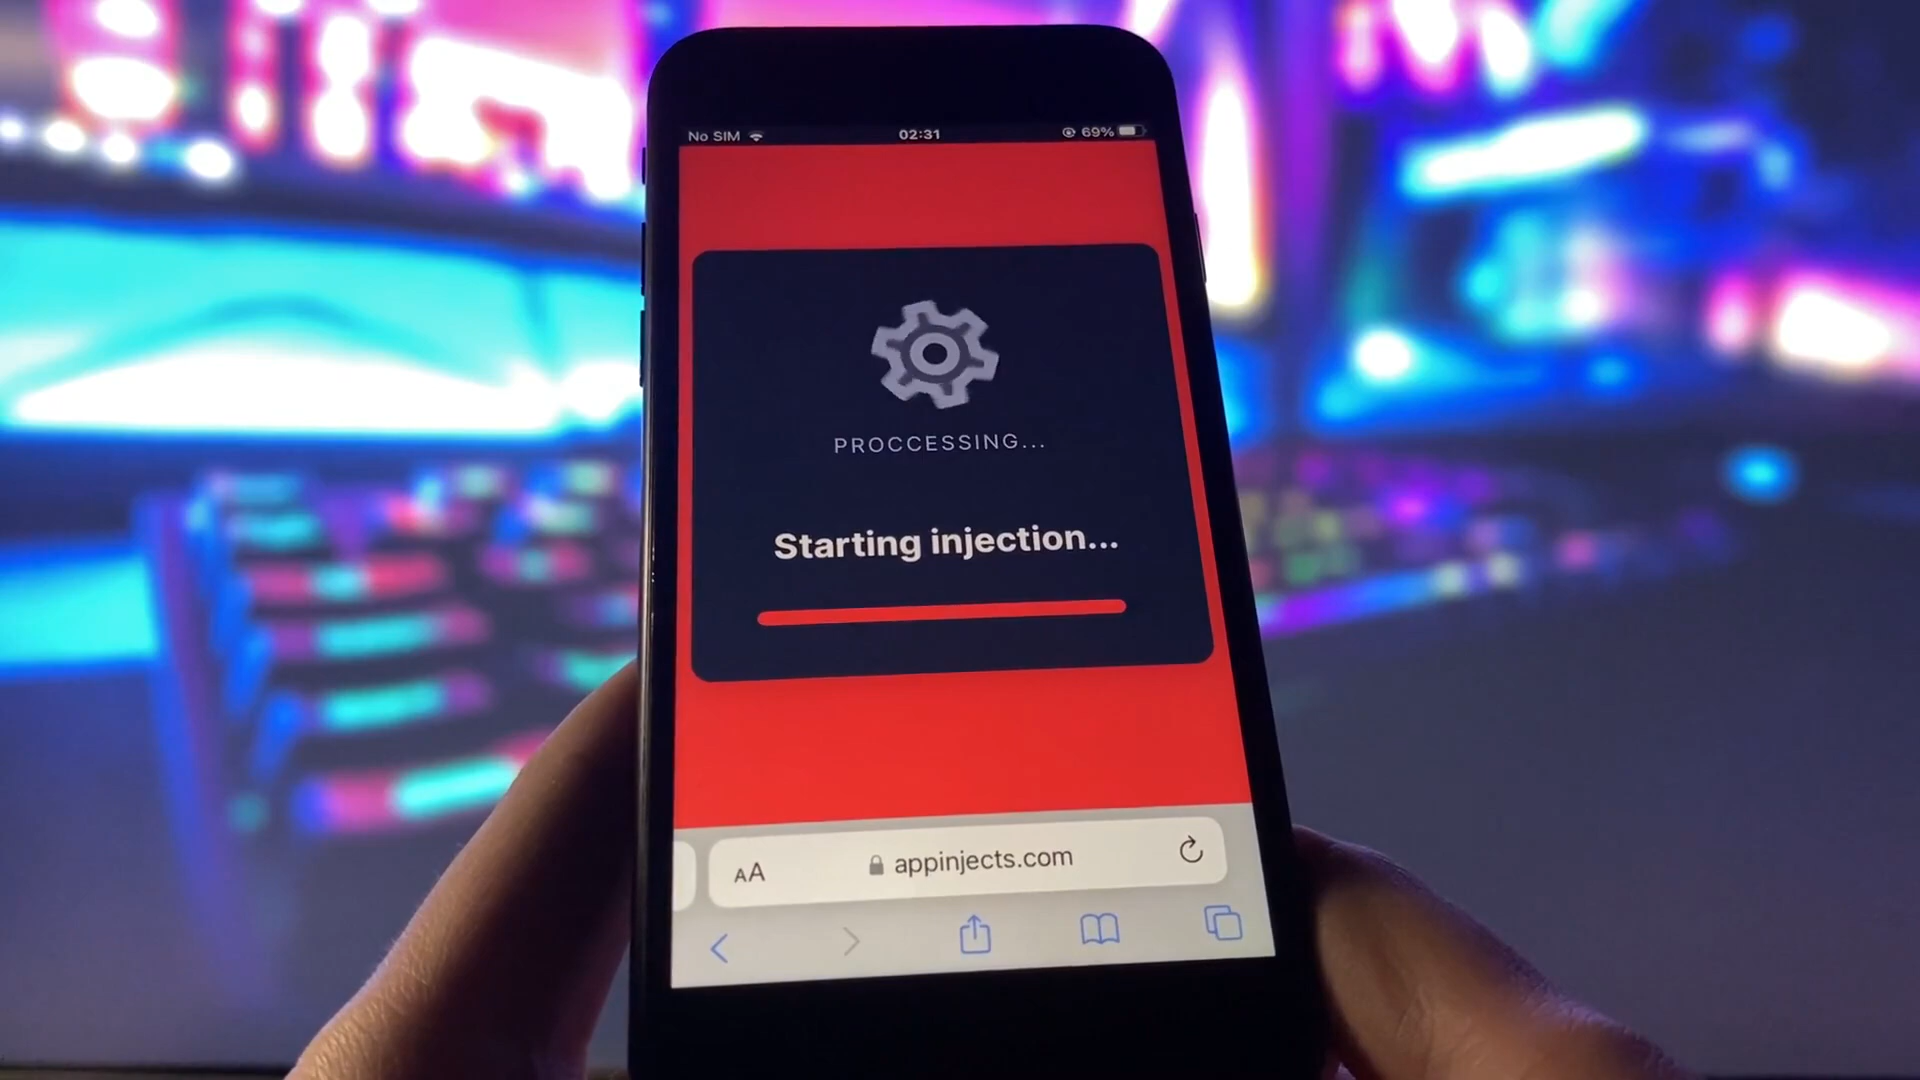 No SIM 02:31 69%
PROCCESSING...
Starting injection...
AA appinjects.com